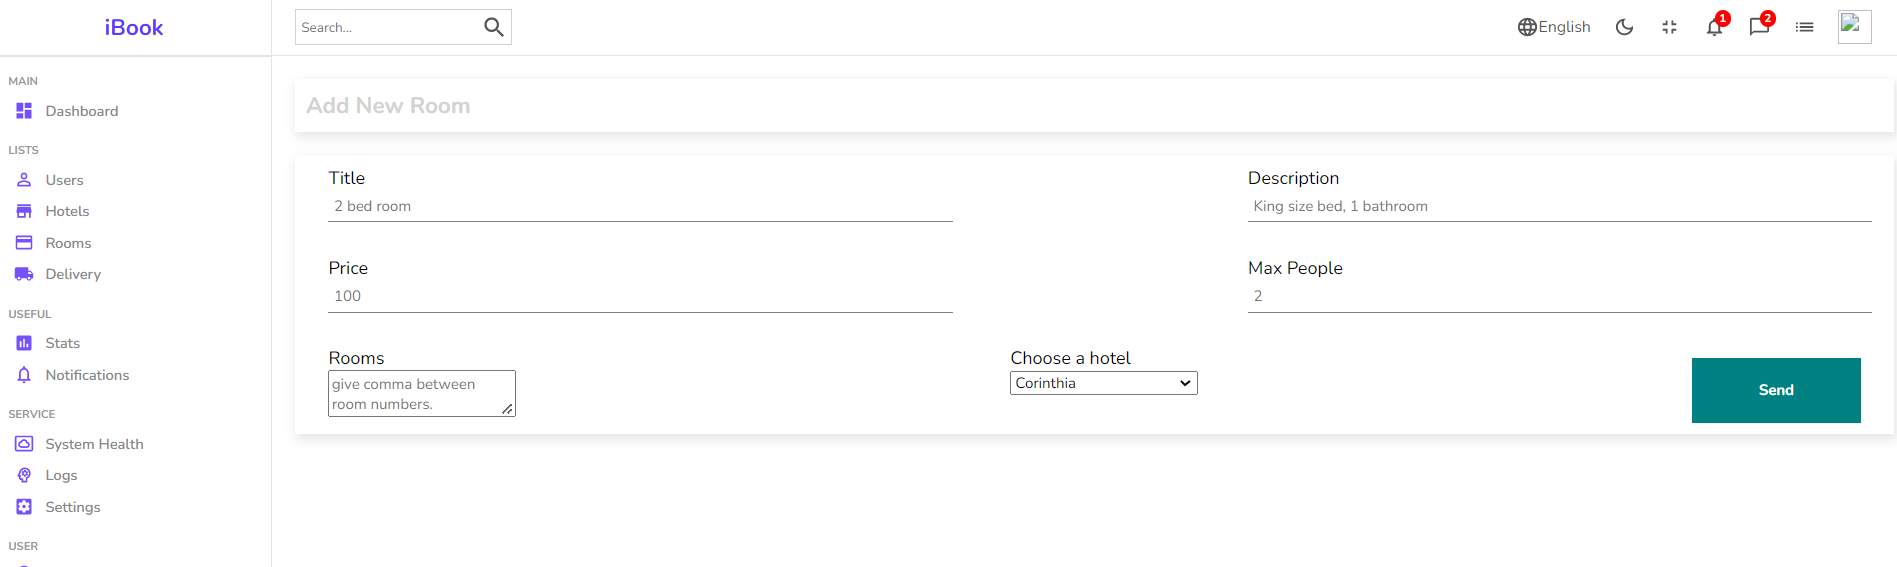 iBook
Search...
English
1
2
MAIN
Dashboard
LISTS
Users
Hotels
Rooms
Delivery
USEFUL
Stats
Notifications
SERVICE
System Health
Logs
Settings
USER
Add New Room
Title
2 bed room
Description
King size bed, 1 bathroom
Price
100
Max People
2
Rooms
give comma between
room numbers.
Choose a hotel
Corinthia
Send